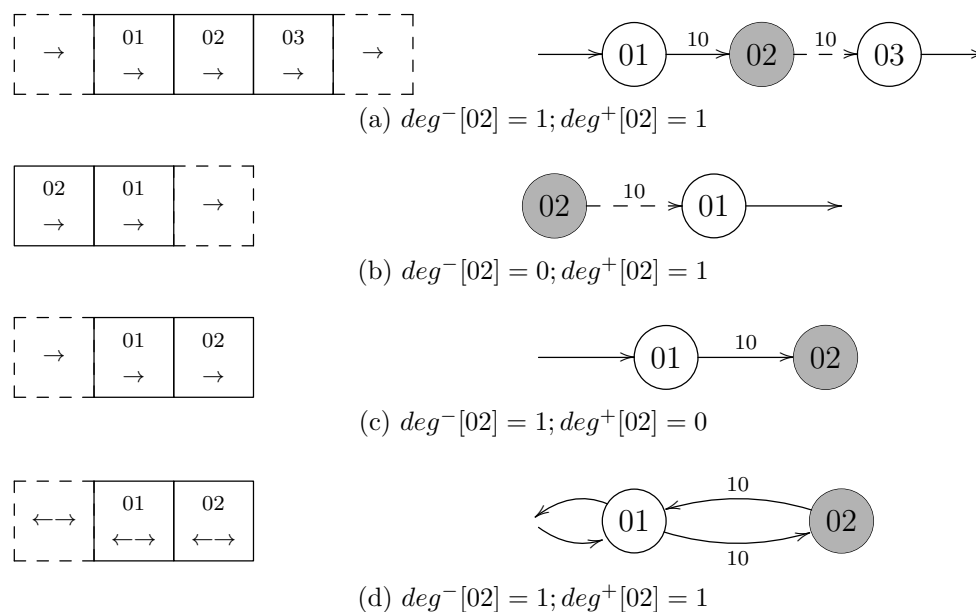 01 02 03
→ → → → →
10 10
01 02 03
(a) deg⁻[02] = 1; deg⁺[02] = 1
02 01
→ → →
10
02 01
(b) deg⁻[02] = 0; deg⁺[02] = 1
01 02
→ → →
10
01 02
(c) deg⁻[02] = 1; deg⁺[02] = 0
01 02
←→ ←→ ←→
10
01 02
10
(d) deg⁻[02] = 1; deg⁺[02] = 1